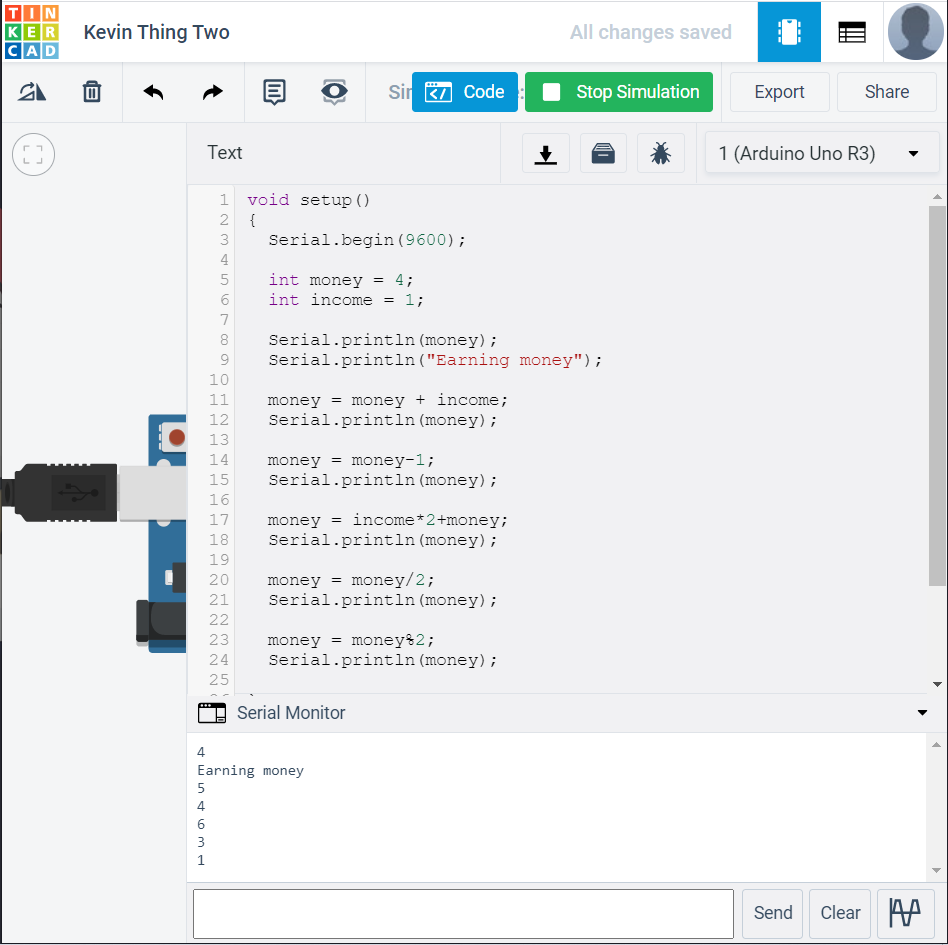 TIN
KER
CAD
Kevin Thing Two
All changes saved
Code
Stop Simulation
Export
Share
Text
1 (Arduino Uno R3)
1 void setup()
2 {
3   Serial.begin(9600);
4
5   int money = 4;
6   int income = 1;
7
8   Serial.println(money);
9   Serial.println("Earning money");
10
11   money = money + income;
12   Serial.println(money);
13
14   money = money-1;
15   Serial.println(money);
16
17   money = income*2+money;
18   Serial.println(money);
19
20   money = money/2;
21   Serial.println(money);
22
23   money = money%2;
24   Serial.println(money);
25
Serial Monitor
4
Earning money
5
4
6
3
1
Send
Clear